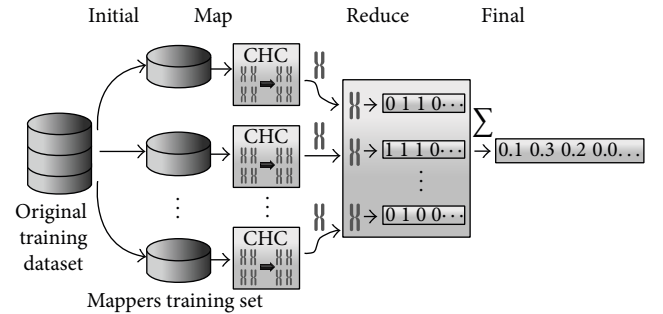 Initial Map Reduce Final
CHC
0 1 1 0...
CHC
1 1 1 0...
∑
0.1 0.3 0.2 0.0...
Original
training
dataset
...
...
...
CHC
0 1 0 0...
Mappers training set